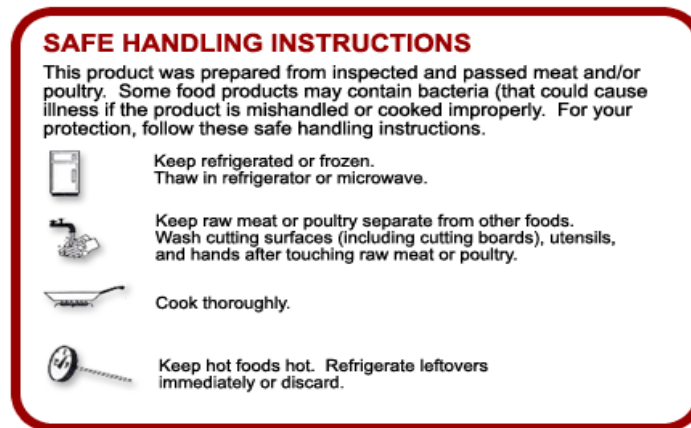 SAFE HANDLING INSTRUCTIONS
This product was prepared from inspected and passed meat and/or
poultry.  Some food products may contain bacteria (that could cause
illness if the product is mishandled or cooked improperly.  For your
protection, follow these safe handling instructions.
Keep refrigerated or frozen.
Thaw in refrigerator or microwave.
Keep raw meat or poultry separate from other foods.
Wash cutting surfaces (including cutting boards), utensils,
and hands after touching raw meat or poultry.
Cook thoroughly.
Keep hot foods hot.  Refrigerate leftovers
immediately or discard.